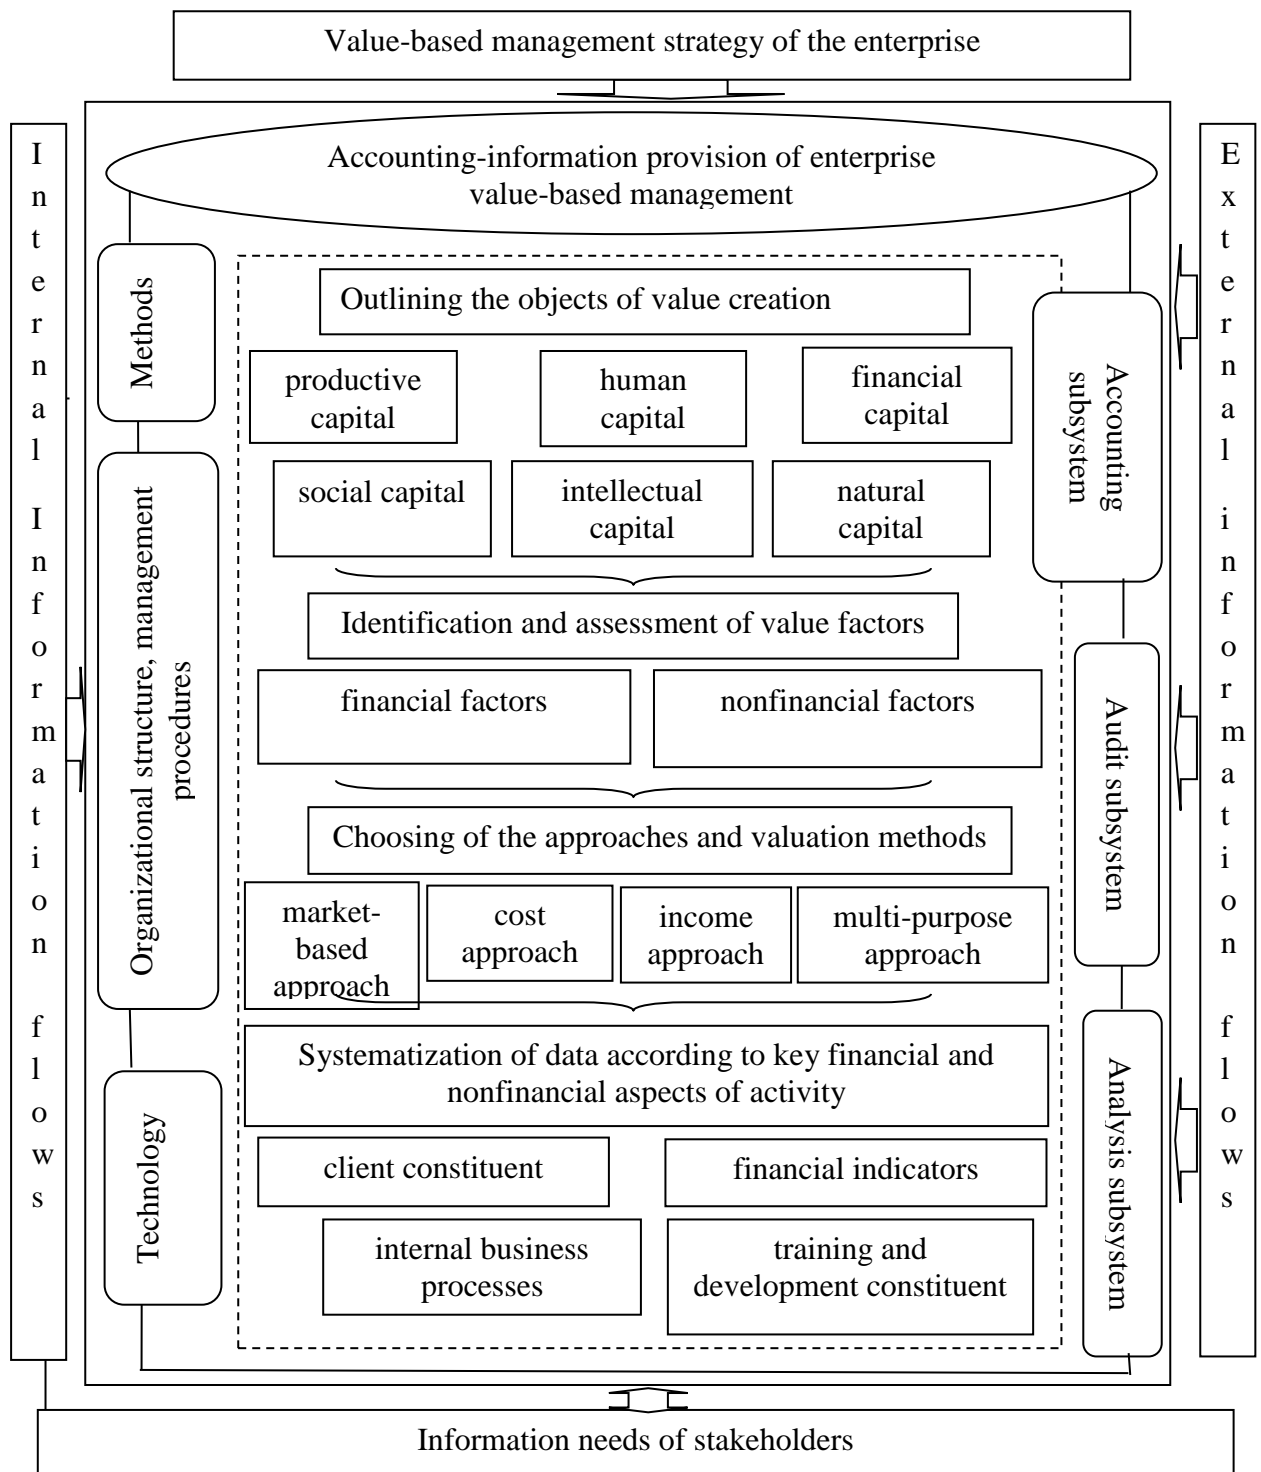 Value-based management strategy of the enterprise
Accounting-information provision of enterprise
value-based management
Internal Information flows
Methods
Organizational structure, management
procedures
Technology
Outlining the objects of value creation
productive
capital
human
capital
financial
capital
social capital
intellectual
capital
natural
capital
Identification and assessment of value factors
financial factors
nonfinancial factors
Choosing of the approaches and valuation methods
market-
based
approach
cost
approach
income
approach
multi-purpose
approach
Systematization of data according to key financial and
nonfinancial aspects of activity
client constituent
financial indicators
internal business
processes
training and
development constituent
Accounting
subsystem
Audit subsystem
Analysis subsystem
External information flows
Information needs of stakeholders